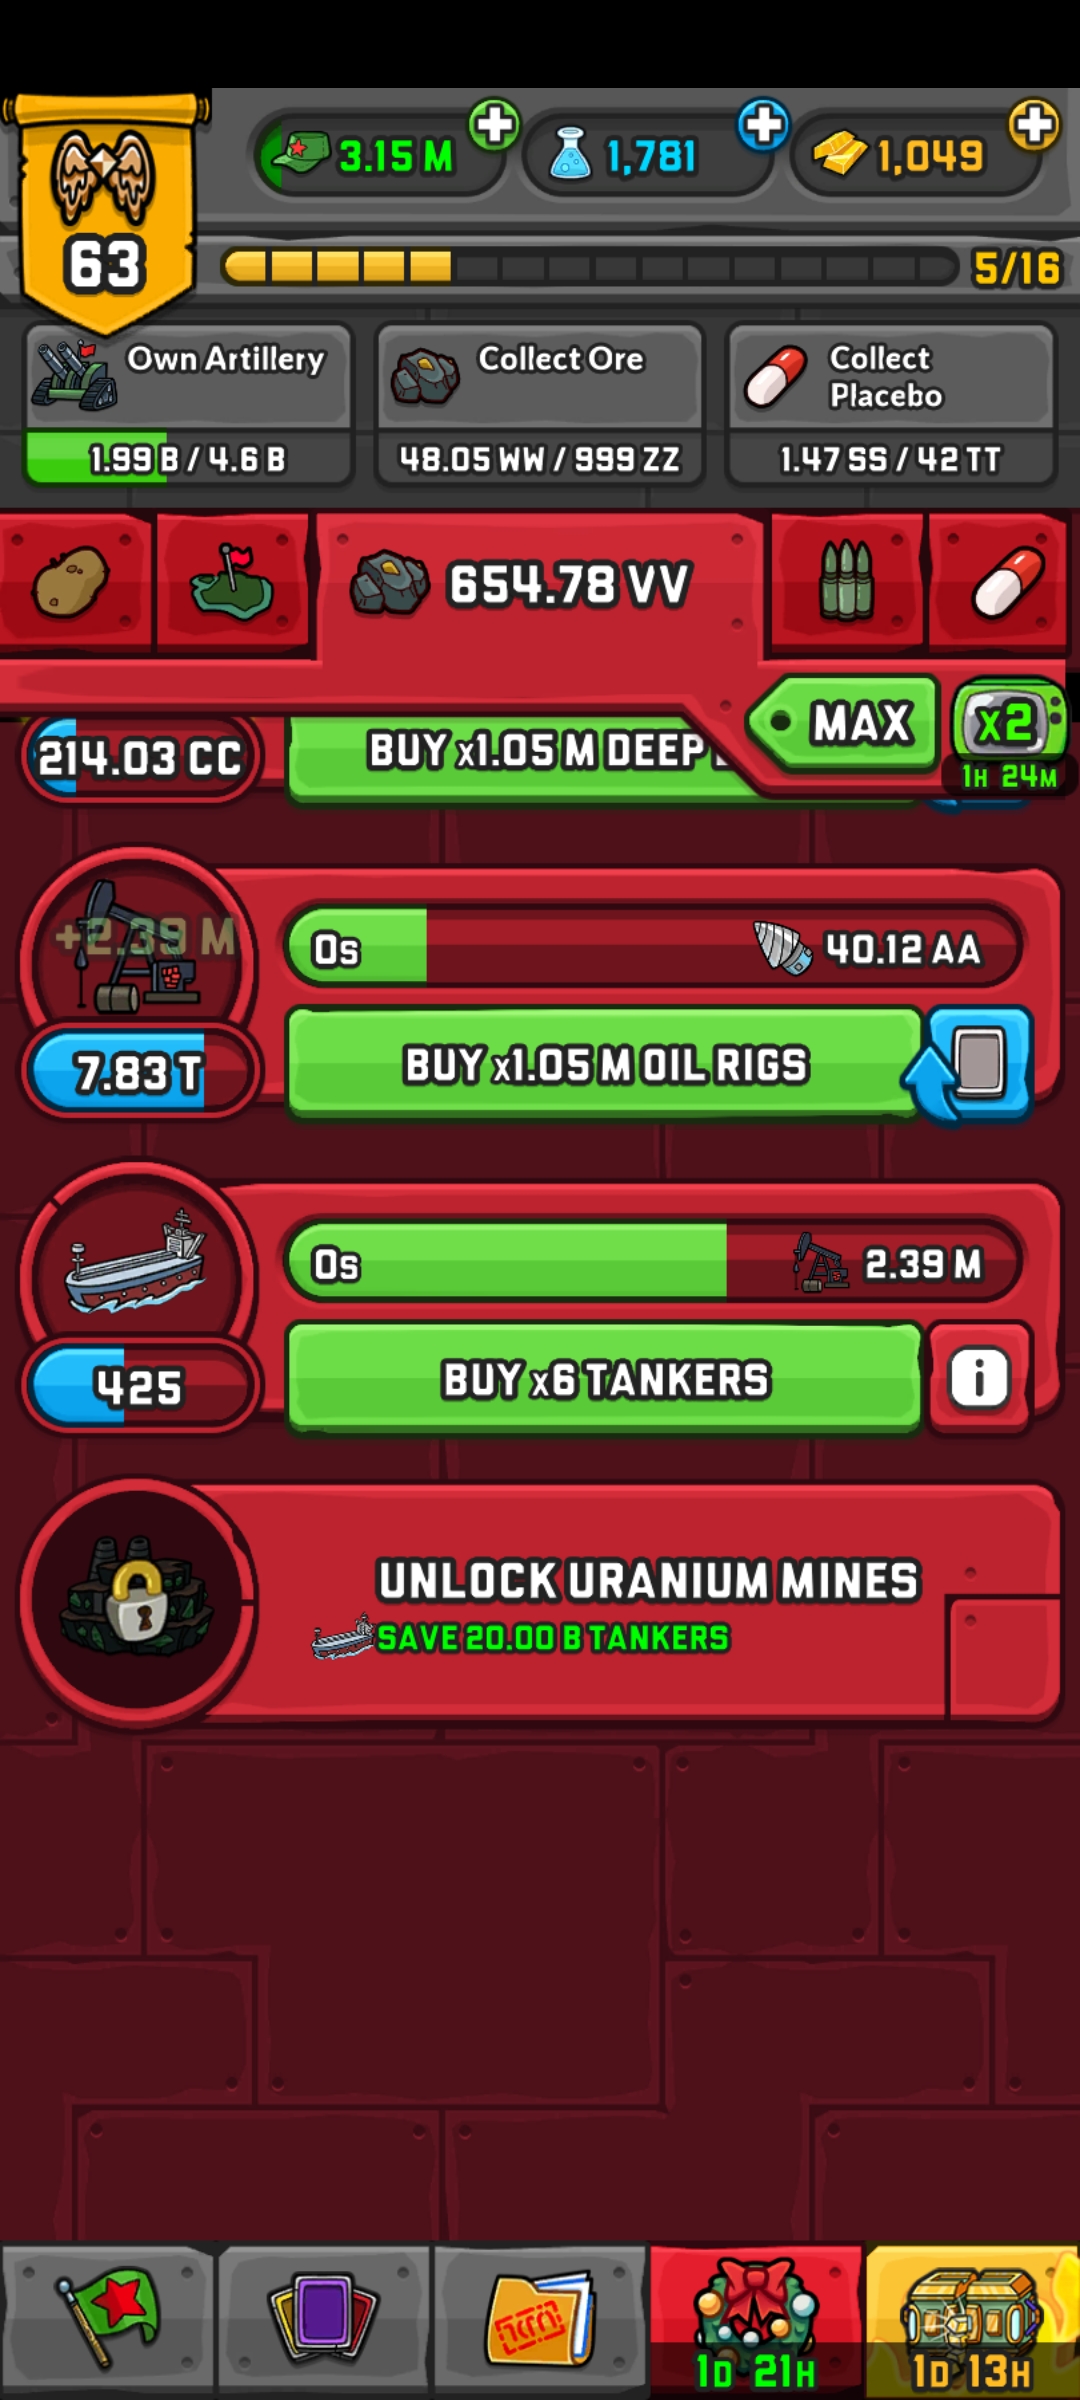 3.15 M
1,781
1,049
63
5/16
Own Artillery
1.99 B / 4.6 B
Collect Ore
48.05 WW / 999 ZZ
Collect
Placebo
1.47 SS / 42 TT
654.78 VV
MAX
X2
1H 24M
214.03 CC
BUY x1.05 M DEEP
+2.39 M
0s
40.12 AA
7.83 T
BUY x1.05 M OIL RIGS
0s
2.39 M
425
BUY x6 TANKERS
i
UNLOCK URANIUM MINES
SAVE 20.00 B TANKERS
1D 21H
1D 13H